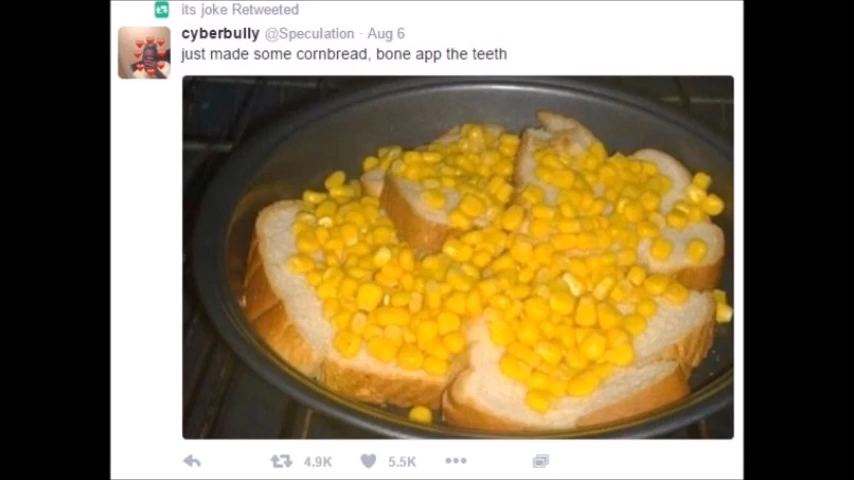 its joke Retweeted
cyberbully @Speculation · Aug 6
just made some cornbread, bone app the teeth
4.9K 5.5K